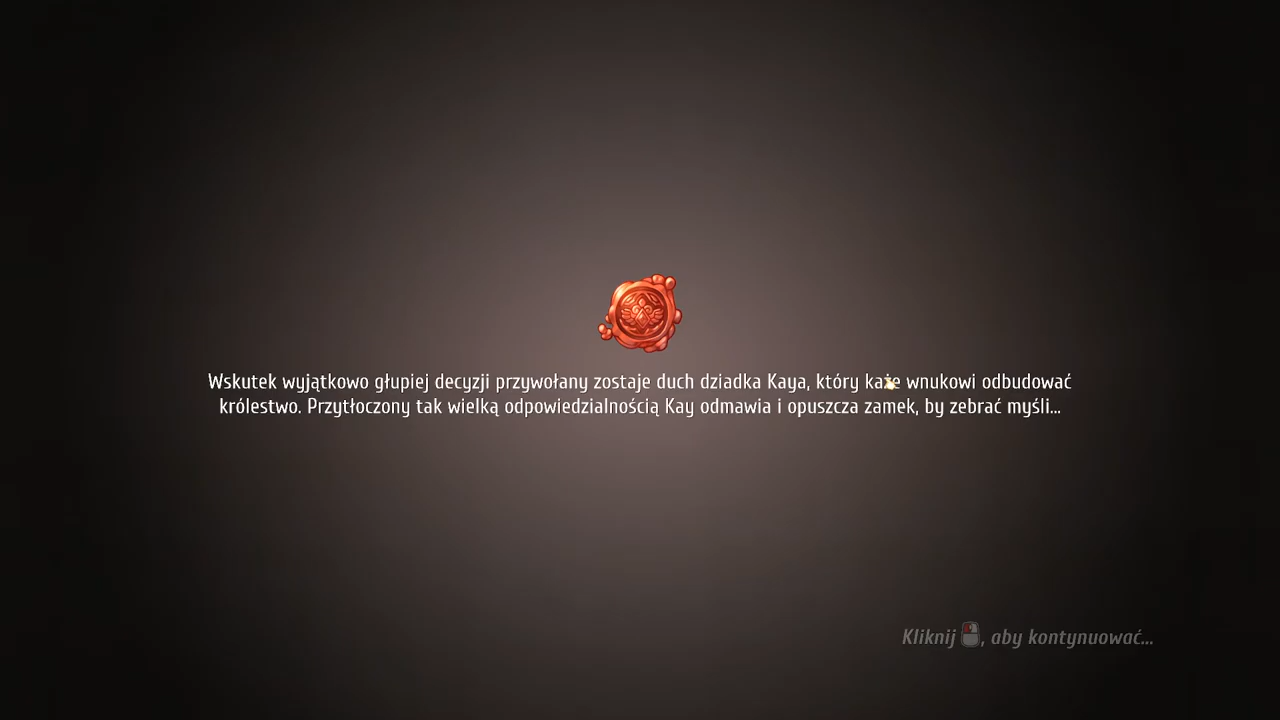 Wskutek wyjątkowo głupiej decyzji przywołany zostaje duch dziadka Kaya, który każe wnukowi odbudować
królestwo. Przytłoczony tak wielką odpowiedzialnością Kay odmawia i opuszcza zamek, by zebrać myśli...
Kliknij , aby kontynuować...